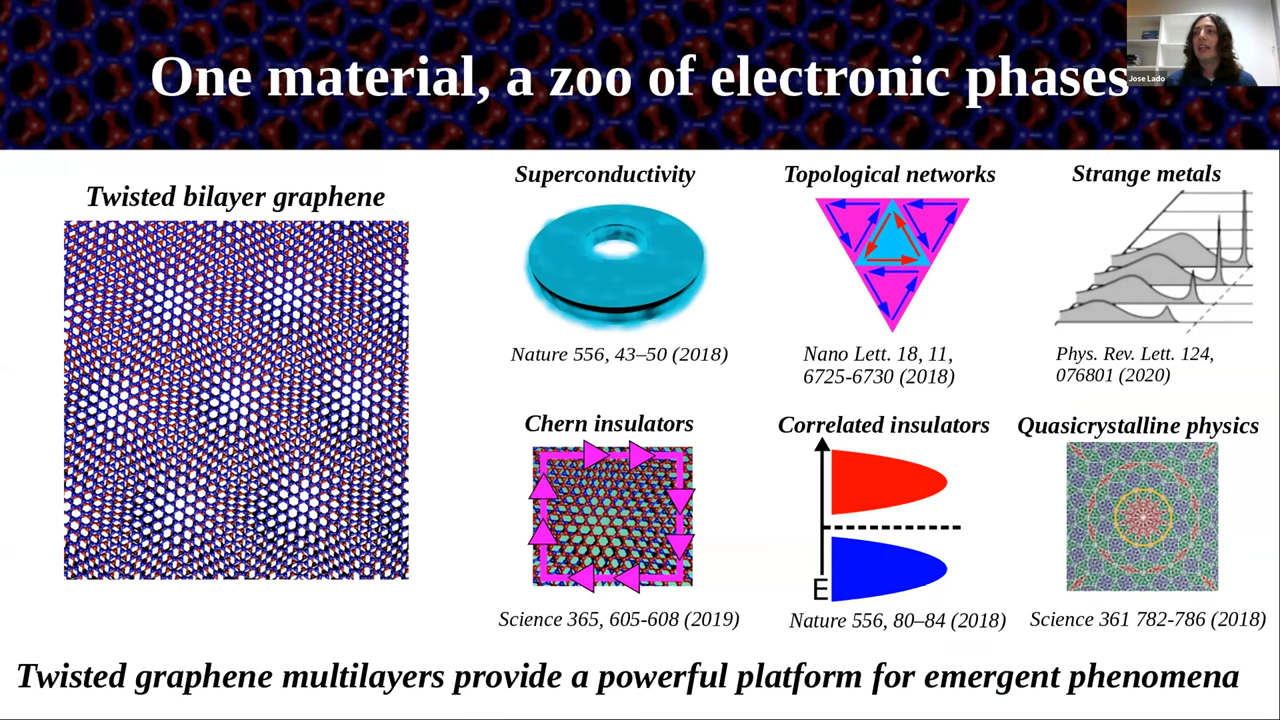 One material, a zoo of electronic phases
Jose Lado
Twisted bilayer graphene
Superconductivity
Nature 556, 43–50 (2018)
Topological networks
Nano Lett. 18, 11,
6725-6730 (2018)
Strange metals
Phys. Rev. Lett. 124,
076801 (2020)
Chern insulators
Science 365, 605-608 (2019)
Correlated insulators
E
Nature 556, 80–84 (2018)
Quasicrystalline physics
Science 361 782-786 (2018)
Twisted graphene multilayers provide a powerful platform for emergent phenomena